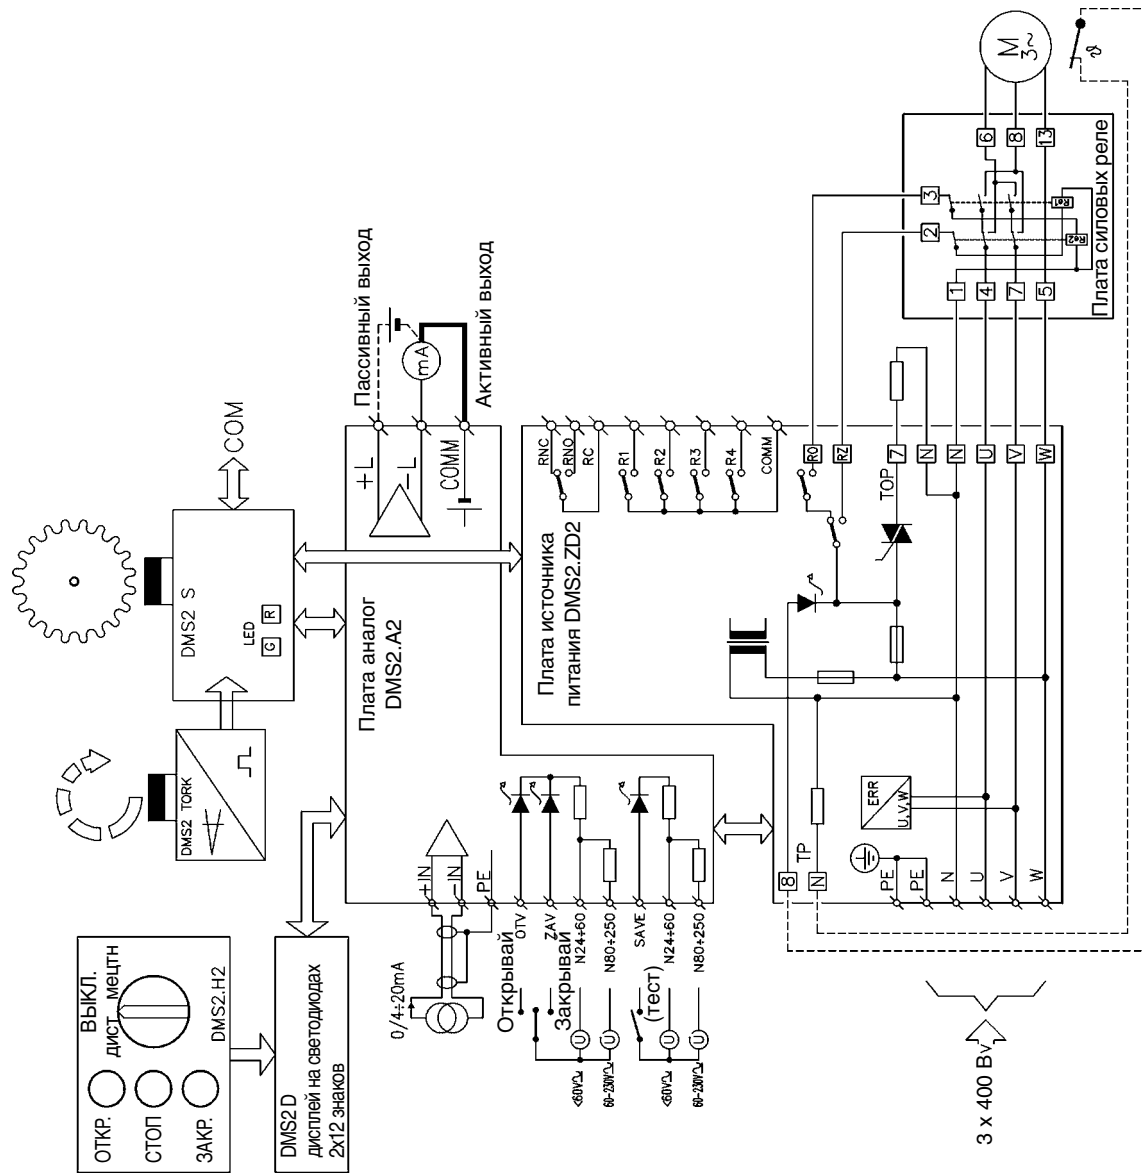 ВЫКЛ.
ДИСТ.
мецтн
ОТКР.
СТОП
ЗАКР.
DMS2.H2
DMS2 D
дисплей на светодиодах
2x12 знаков
DMS2 TORK
DMS2 S
LED
G
R
COM
Плата аналог
DMS2.A2
+L
-L
COMM
Пассивный выход
mA
Активный выход
0/4÷20mA
+IN
-IN
PE
OTV
ZAV
N24÷60
N80÷250
SAVE
N24÷60
N80÷250
Открывай
Закрывай
(тест)
U
U
U
U
<60V
60-230V
<60V
60-230V
Плата источника
питания DMS2.ZD2
RNC
RNO
RC
R1
R2
R3
R4
COMM
RO
RZ
7
N
N
U
V
W
TOP
8
TP
N
ERR
U,V,W
PE
PE
N
U
V
W
3 x 400 Вv
Плата силовых реле
1
4
7
5
2
3
6
8
13
Re1
Re2
M
3~
ϑ